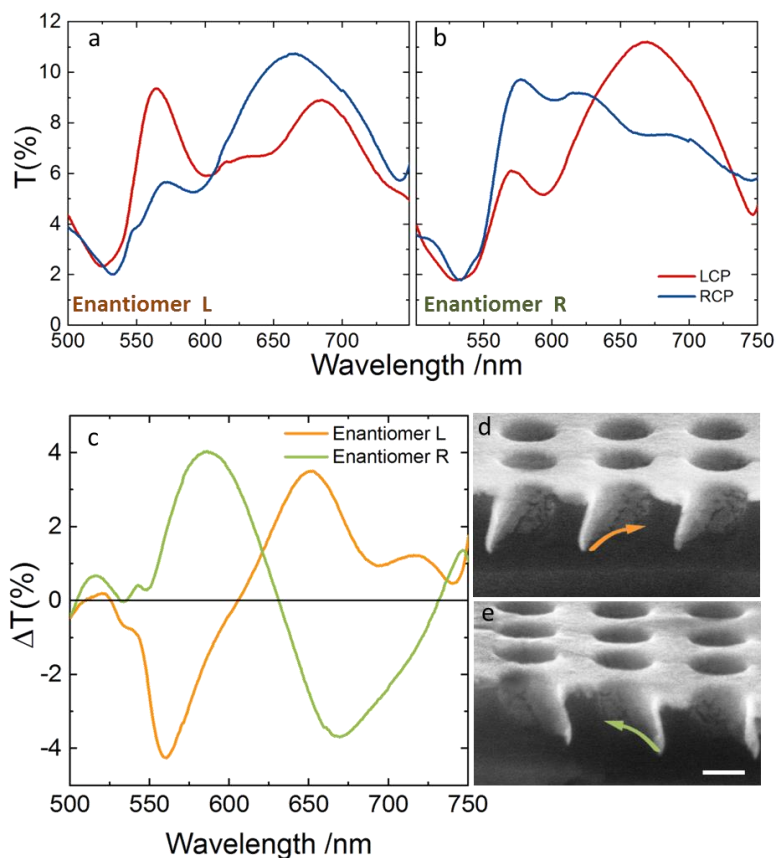 a
b
T(%)
12
10
8
6
4
2
0
Enantiomer L
Enantiomer R
LCP
RCP
500 550 600 650 700
500 550 600 650 700 750
Wavelength /nm
c
Enantiomer L
Enantiomer R
ΔT(%)
4
2
0
-2
-4
500 550 600 650 700 750
Wavelength /nm
d
e